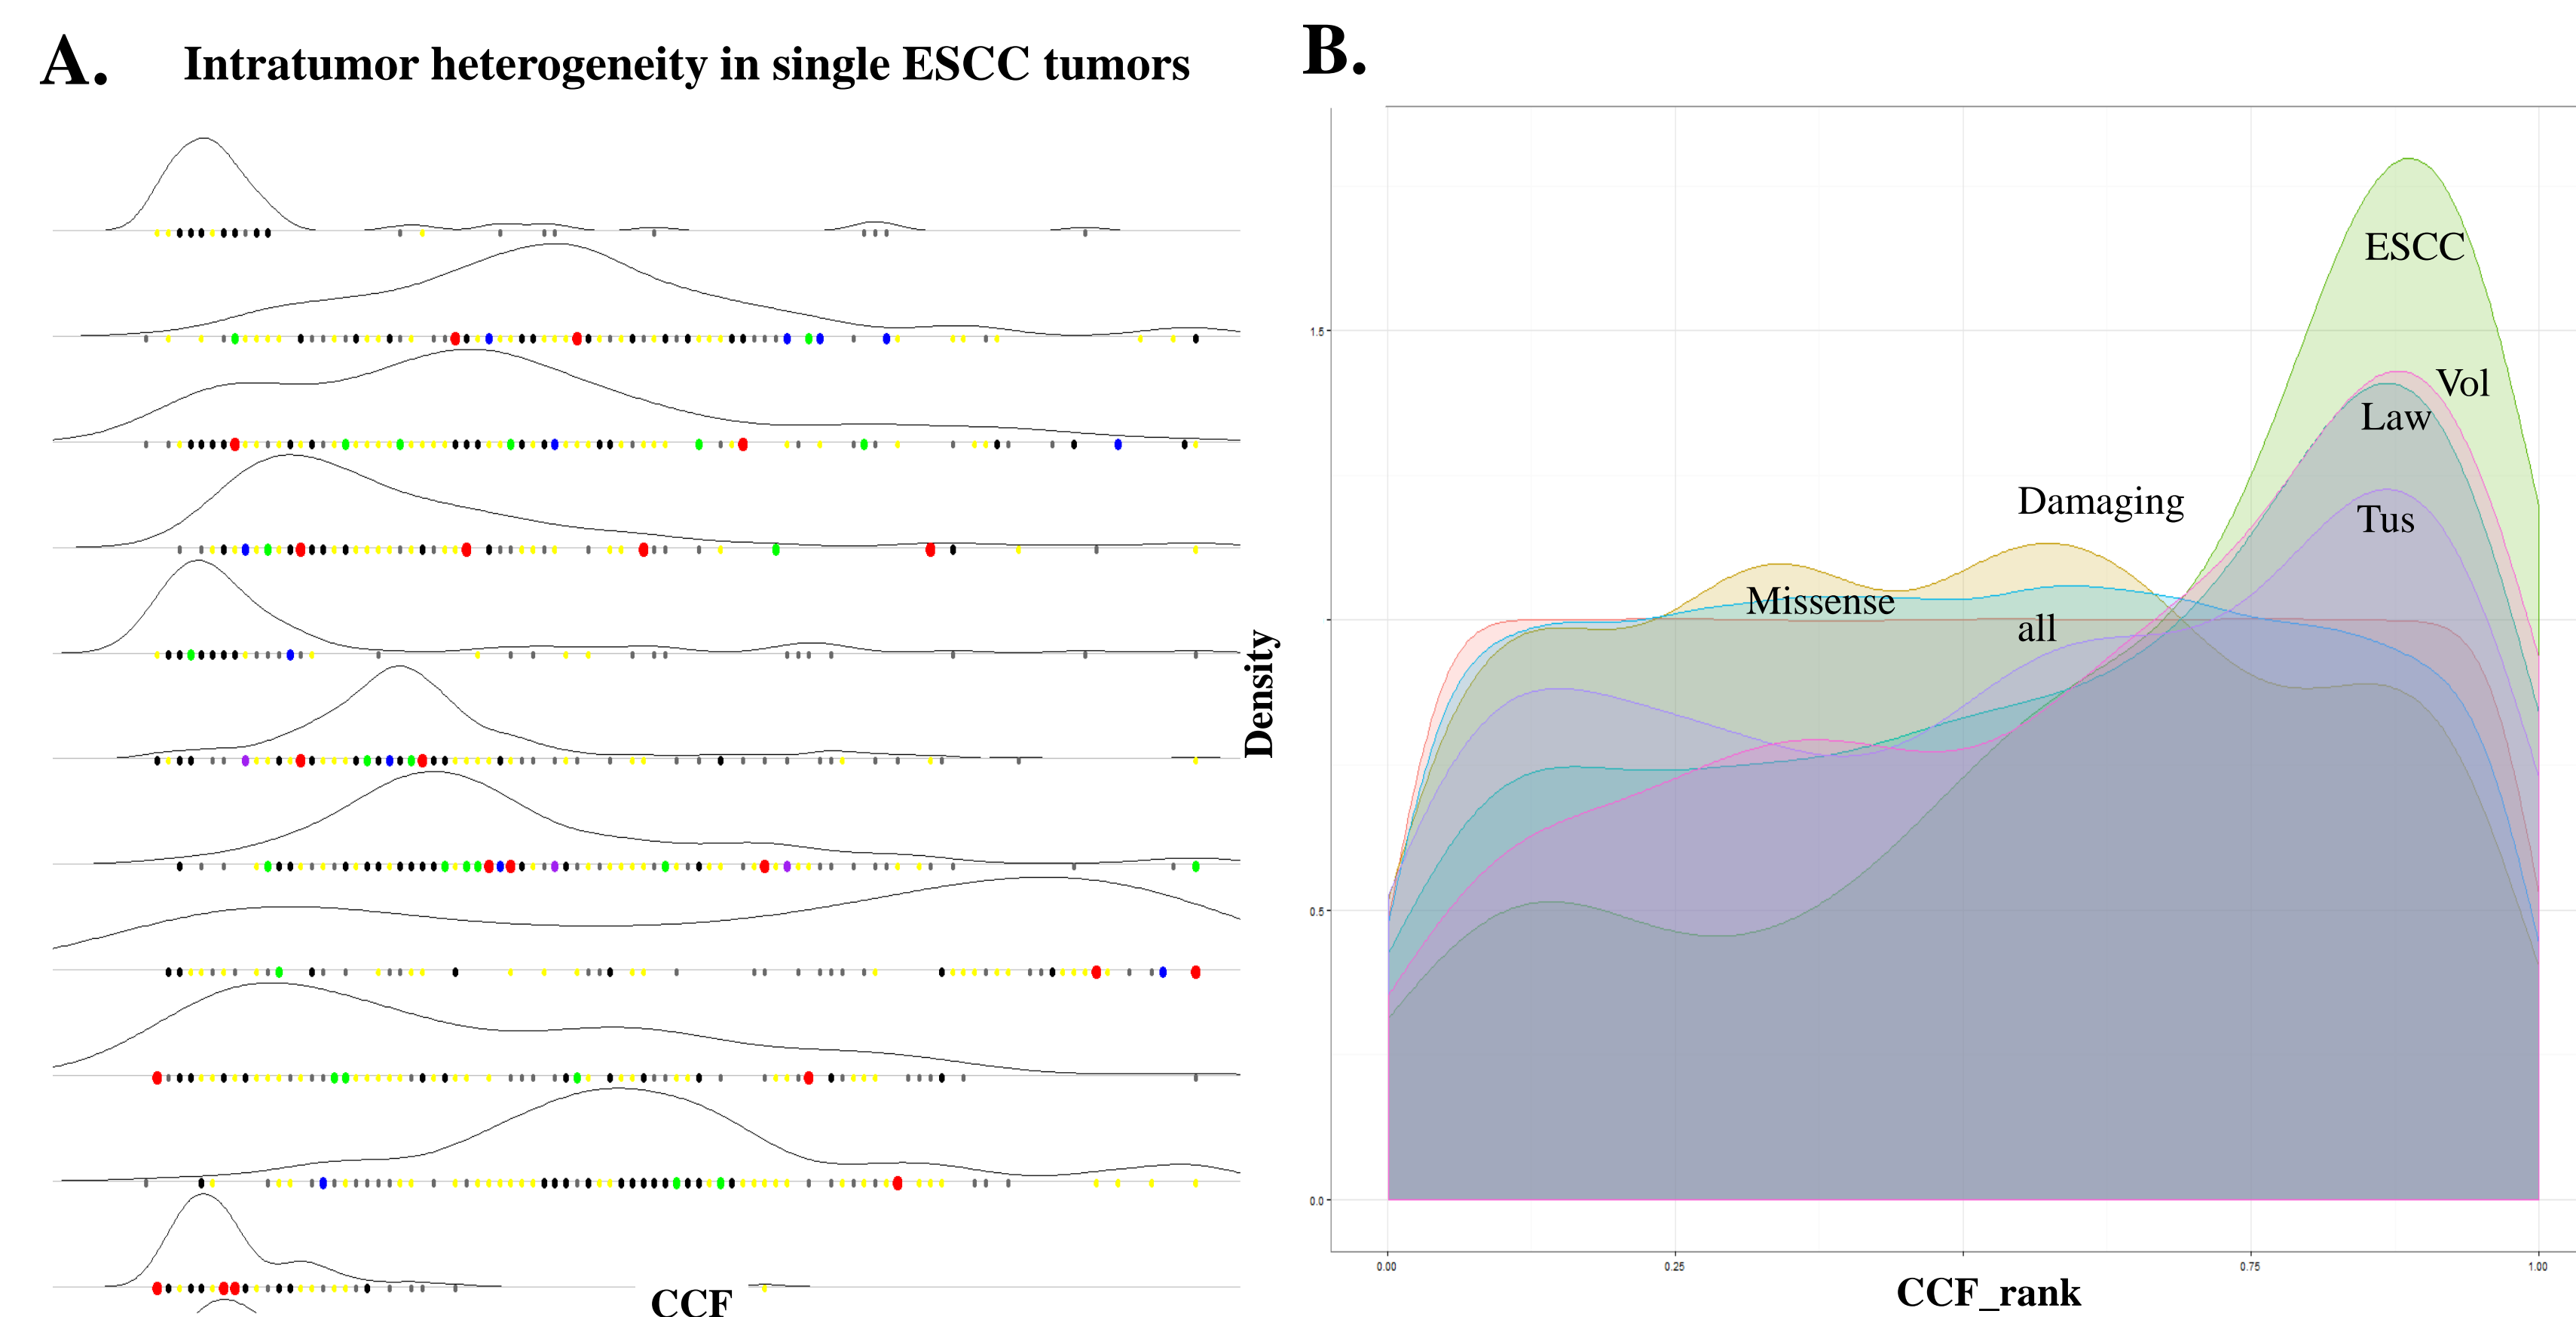 A.
Intratumor heterogeneity in single ESCC tumors
CCF
B.
Density
1.5
0.5
0.0
ESCC
Vol
Law
Tus
Damaging
Missense
all
0.00
0.25
0.75
1.00
CCF_rank